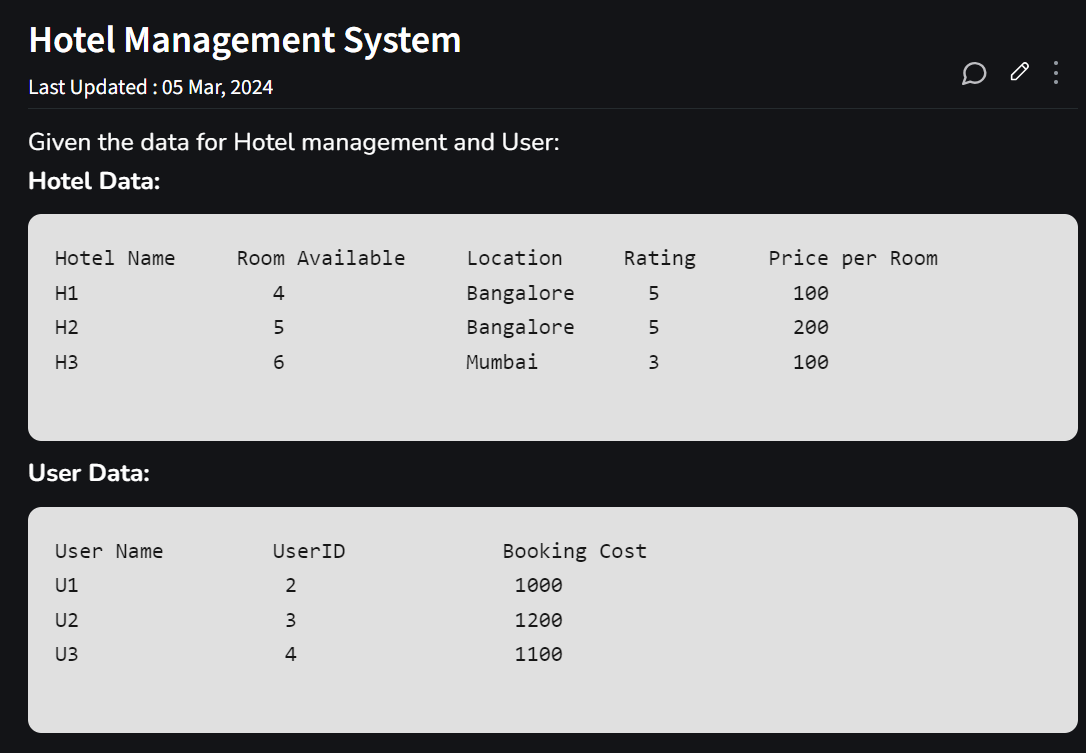 Hotel Management System
Last Updated : 05 Mar, 2024
Given the data for Hotel management and User:
Hotel Data:
Hotel Name Room Available Location Rating Price per Room
H1 4 Bangalore 5 100
H2 5 Bangalore 5 200
H3 6 Mumbai 3 100
User Data:
User Name UserID Booking Cost
U1 2 1000
U2 3 1200
U3 4 1100